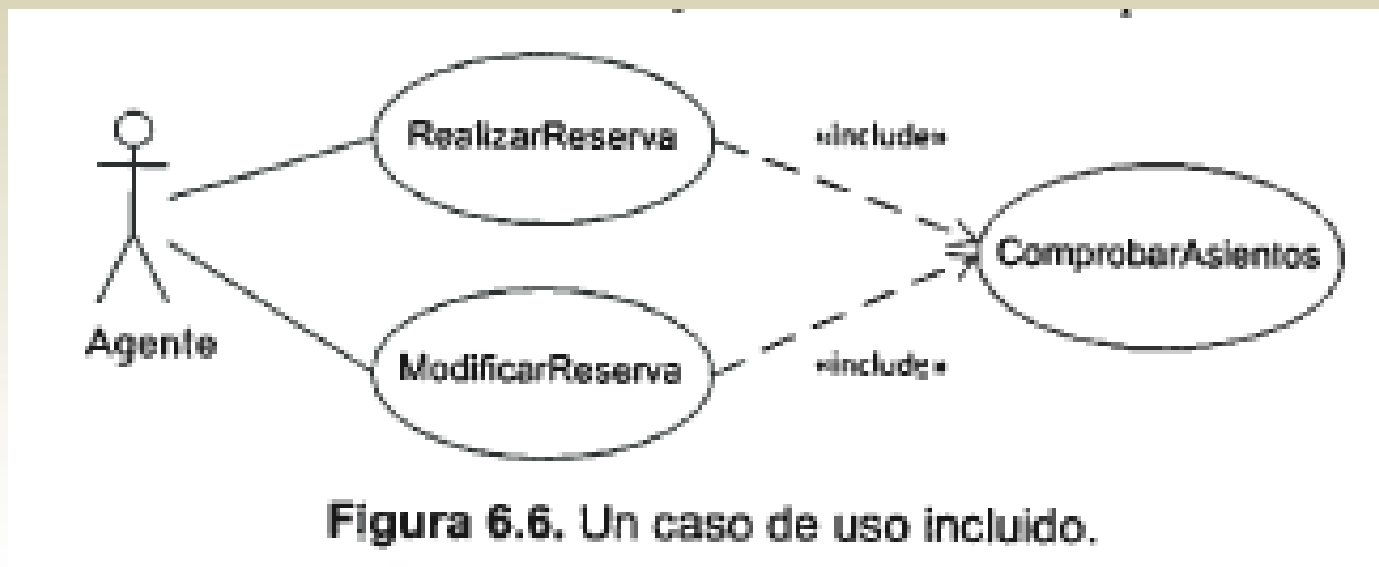 RealizarReserva
«include»
ComprobarAsientos
Agente
ModificarReserva
«include»
Figura 6.6. Un caso de uso incluido.